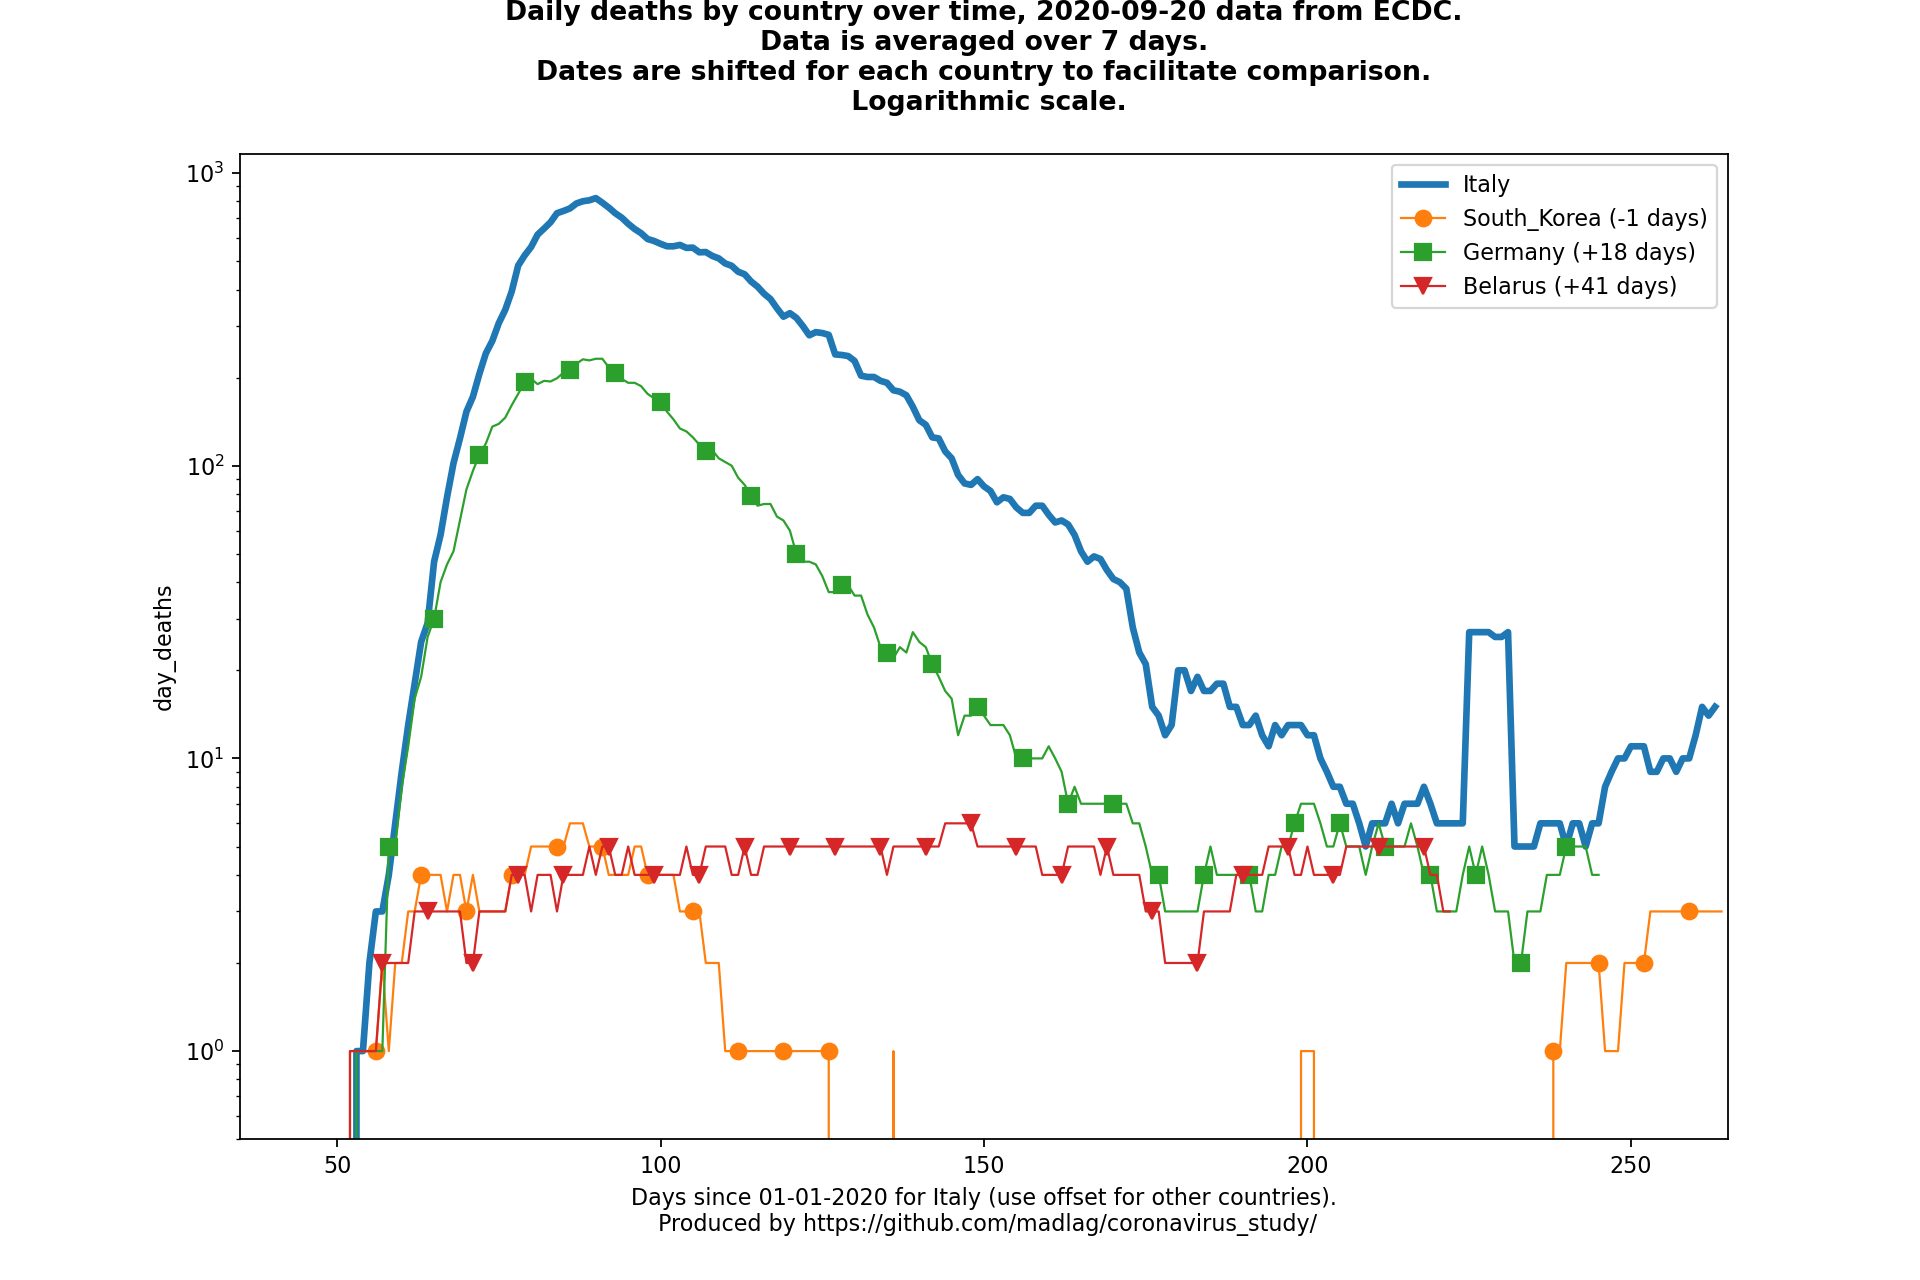 Daily deaths by country over time, 2020-09-20 data from ECDC.
Data is averaged over 7 days.
Dates are shifted for each country to facilitate comparison.
Logarithmic scale.
Italy
South_Korea (-1 days)
Germany (+18 days)
Belarus (+41 days)
day_deaths
10³
10²
10¹
10⁰
50 100 150 200 250
Days since 01-01-2020 for Italy (use offset for other countries).
Produced by https://github.com/madlag/coronavirus_study/